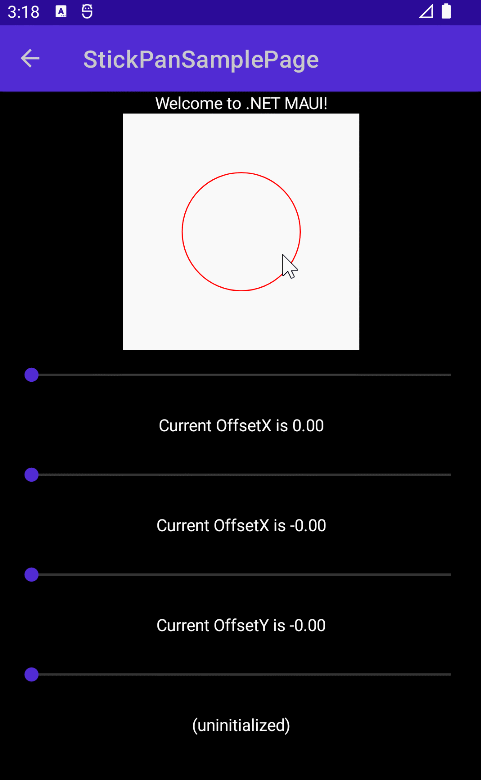 3:18
StickPanSamplePage
Welcome to .NET MAUI!
Current OffsetX is 0.00
Current OffsetX is -0.00
Current OffsetY is -0.00
(uninitialized)